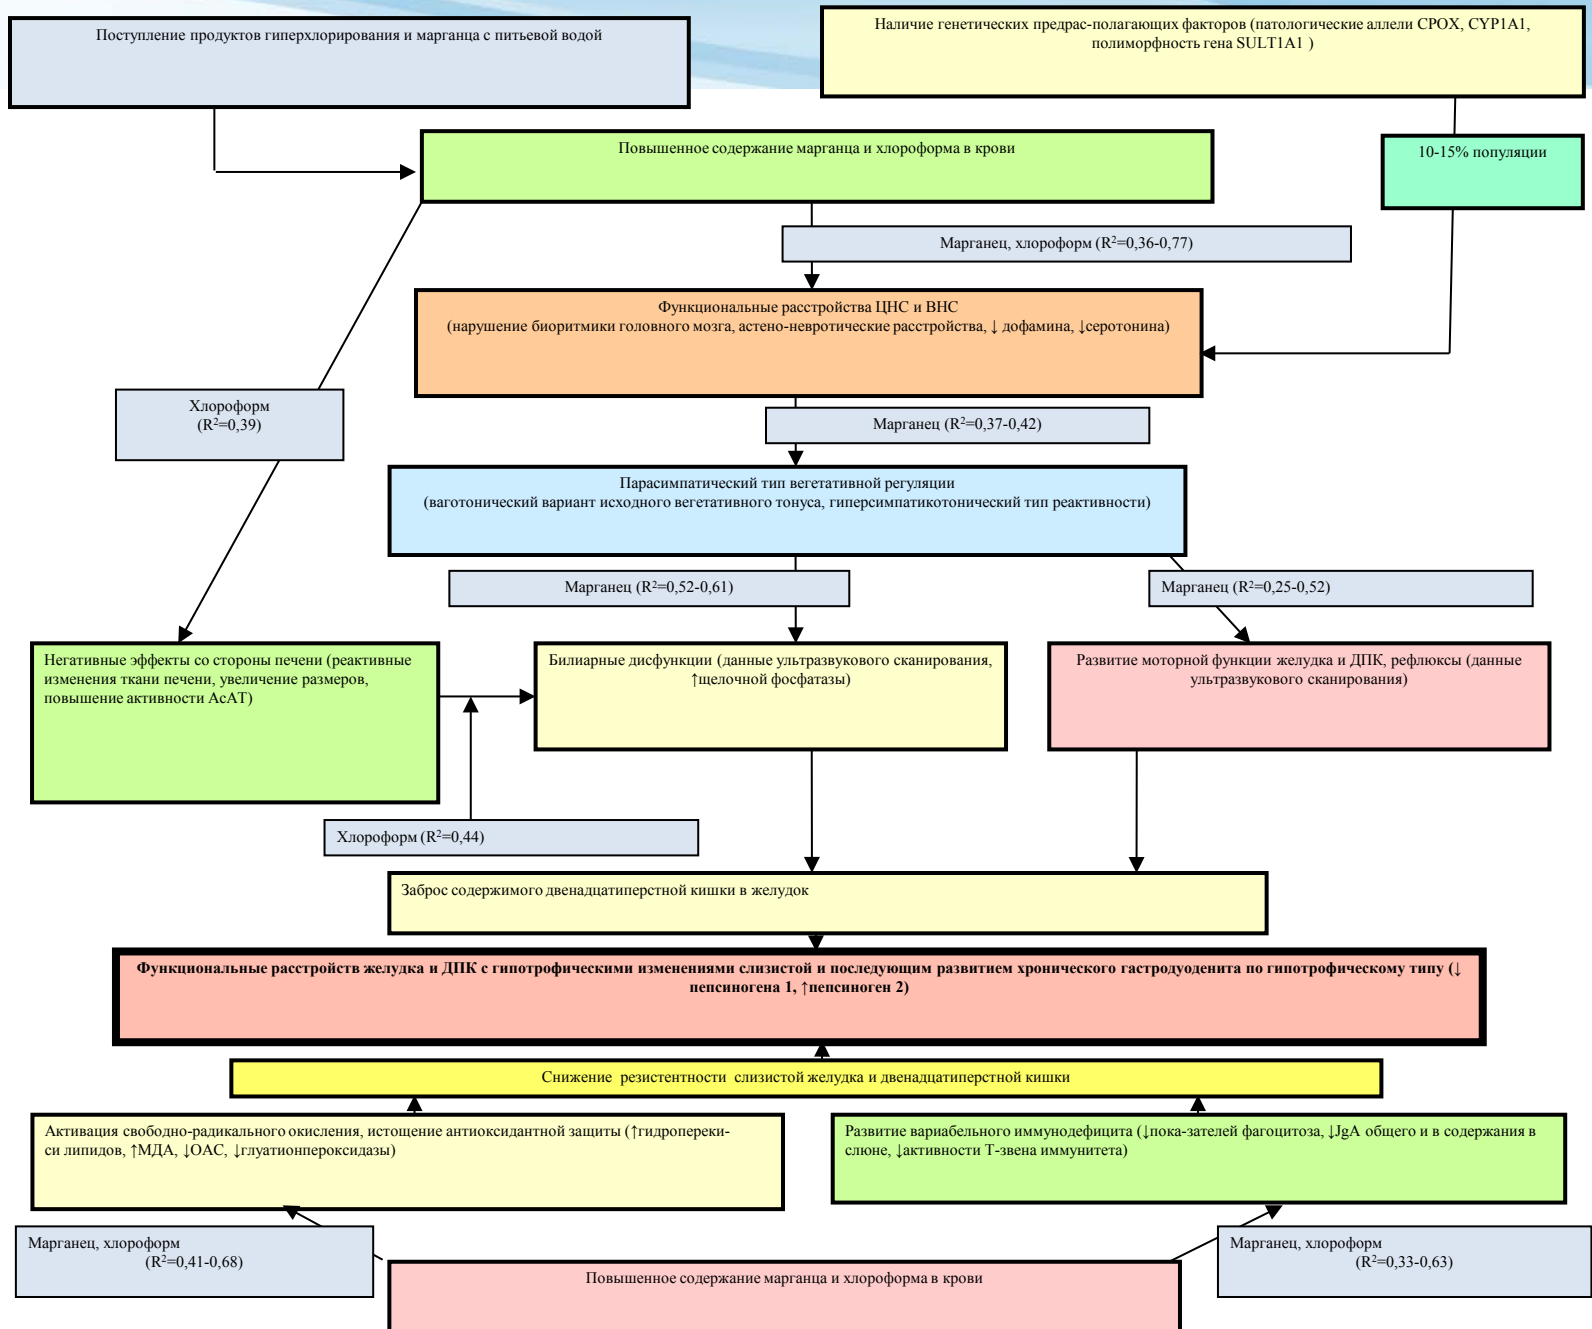 Поступление продуктов гиперхлорирования и марганца с питьевой водой
Наличие генетических предрас-полагающих факторов (патологические аллели CPOX, CYP1A1,
полиморфность гена SULT1A1 )
Повышенное содержание марганца и хлороформа в крови
10-15% популяции
Марганец, хлороформ (R²=0,36-0,77)
Функциональные расстройства ЦНС и ВНС
(нарушение биоритмики головного мозга, астено-невротические расстройства, ↓ дофамина, ↓серотонина)
Хлороформ
(R²=0,39)
Марганец (R²=0,37-0,42)
Парасимпатический тип вегетативной регуляции
(ваготонический вариант исходного вегетативного тонуса, гиперсимпатикотонический тип реактивности)
Марганец (R²=0,52-0,61)
Марганец (R²=0,25-0,52)
Негативные эффекты со стороны печени (реактивные
изменения ткани печени, увеличение размеров,
повышение активности АсАТ)
Билиарные дисфункции (данные ультразвукового сканирования,
↑щелочной фосфатазы)
Развитие моторной функции желудка и ДПК, рефлюксы (данные
ультразвукового сканирования)
Хлороформ (R²=0,44)
Заброс содержимого двенадцатиперстной кишки в желудок
Функциональные расстройств желудка и ДПК с гипотрофическими изменениями слизистой и последующим развитием хронического гастродуоденита по гипотрофическому типу (↓
пепсиногена 1, ↑пепсиноген 2)
Снижение резистентности слизистой желудка и двенадцатиперстной кишки
Активация свободно-радикального окисления, истощение антиоксидантной защиты (↑гидропереки-
си липидов, ↑МДА, ↓ОАС, ↓глуатионпероксидазы)
Развитие вариабельного иммунодефицита (↓пока-зателей фагоцитоза, ↓JgA общего и в содержания в
слюне, ↓активности Т-звена иммунитета)
Марганец, хлороформ
(R²=0,41-0,68)
Марганец, хлороформ
(R²=0,33-0,63)
Повышенное содержание марганца и хлороформа в крови